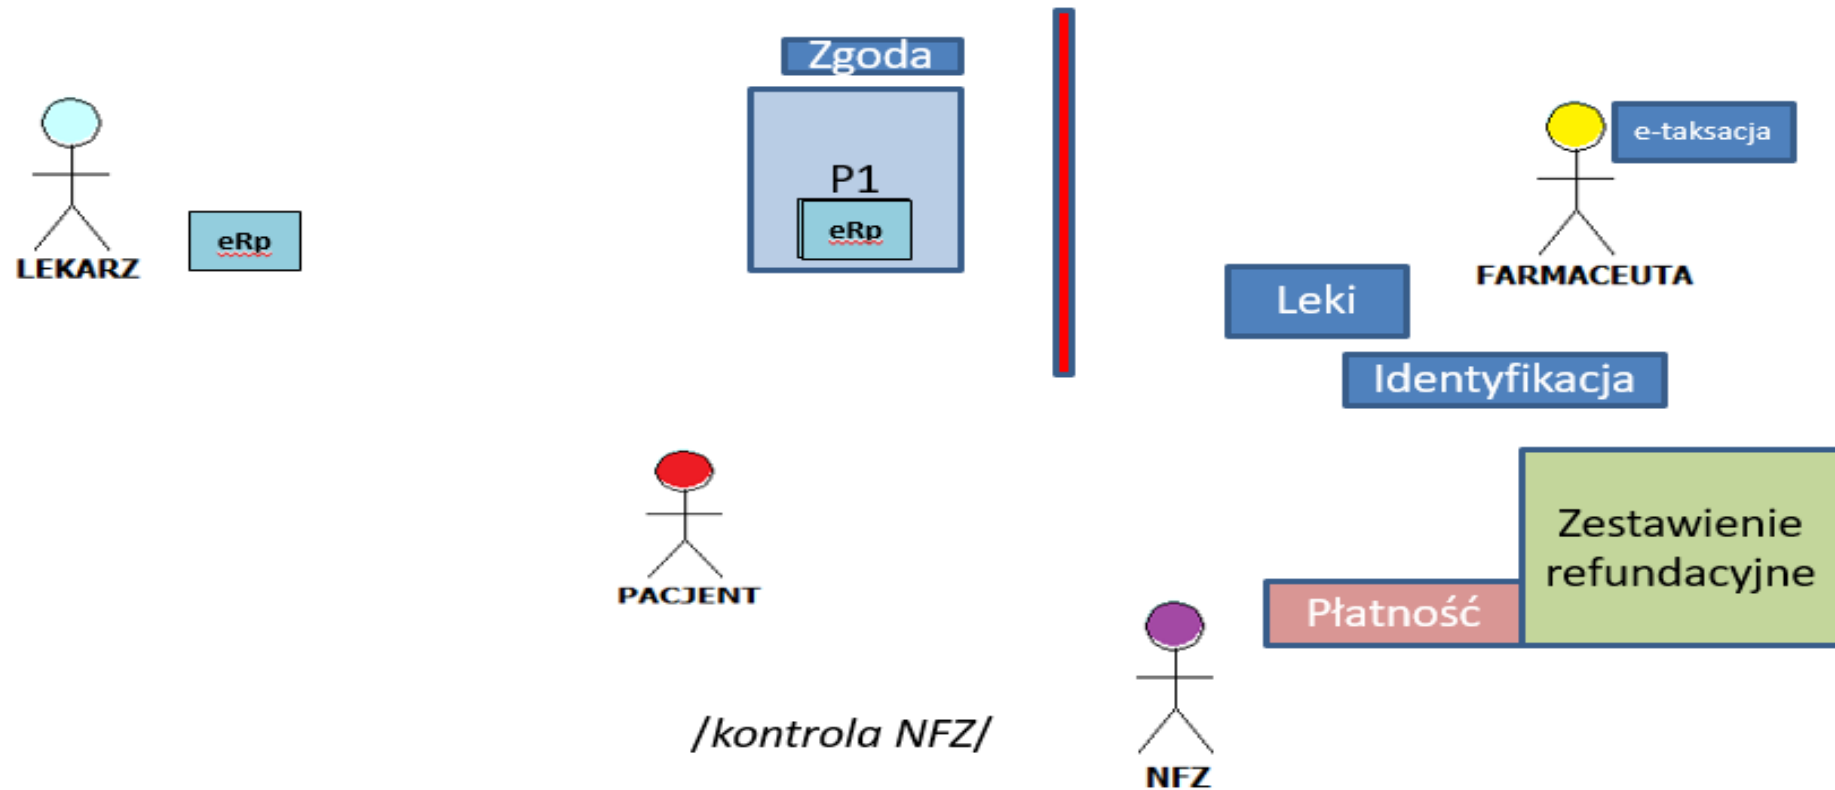 Zgoda
e-taksacja
P1
eRp
eRp
LEKARZ
FARMACEUTA
Leki
Identyfikacja
Zestawienie
refundacyjne
PACJENT
Płatność
/kontrola NFZ/
NFZ